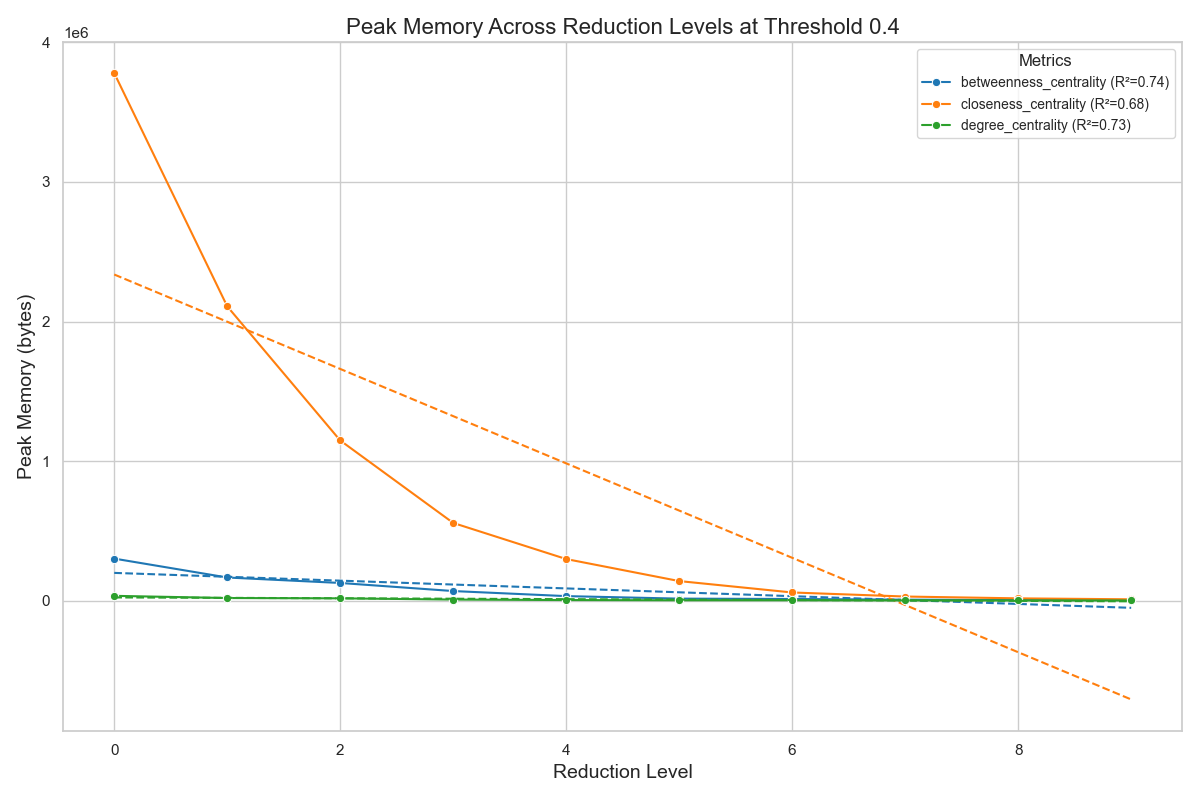 Peak Memory Across Reduction Levels at Threshold 0.4
1e6
Metrics
betweenness_centrality (R²=0.74)
closeness_centrality (R²=0.68)
degree_centrality (R²=0.73)
4
3
2
1
0
Peak Memory (bytes)
0 2 4 6 8
Reduction Level